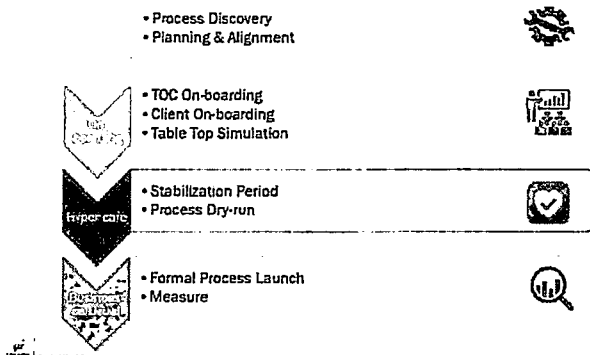 • Process Discovery
• Planning & Alignment
• TOC On-boarding
• Client On-boarding
• Table Top Simulation
Hyper care
• Stabilization Period
• Process Dry-run
• Formal Process Launch
• Measure